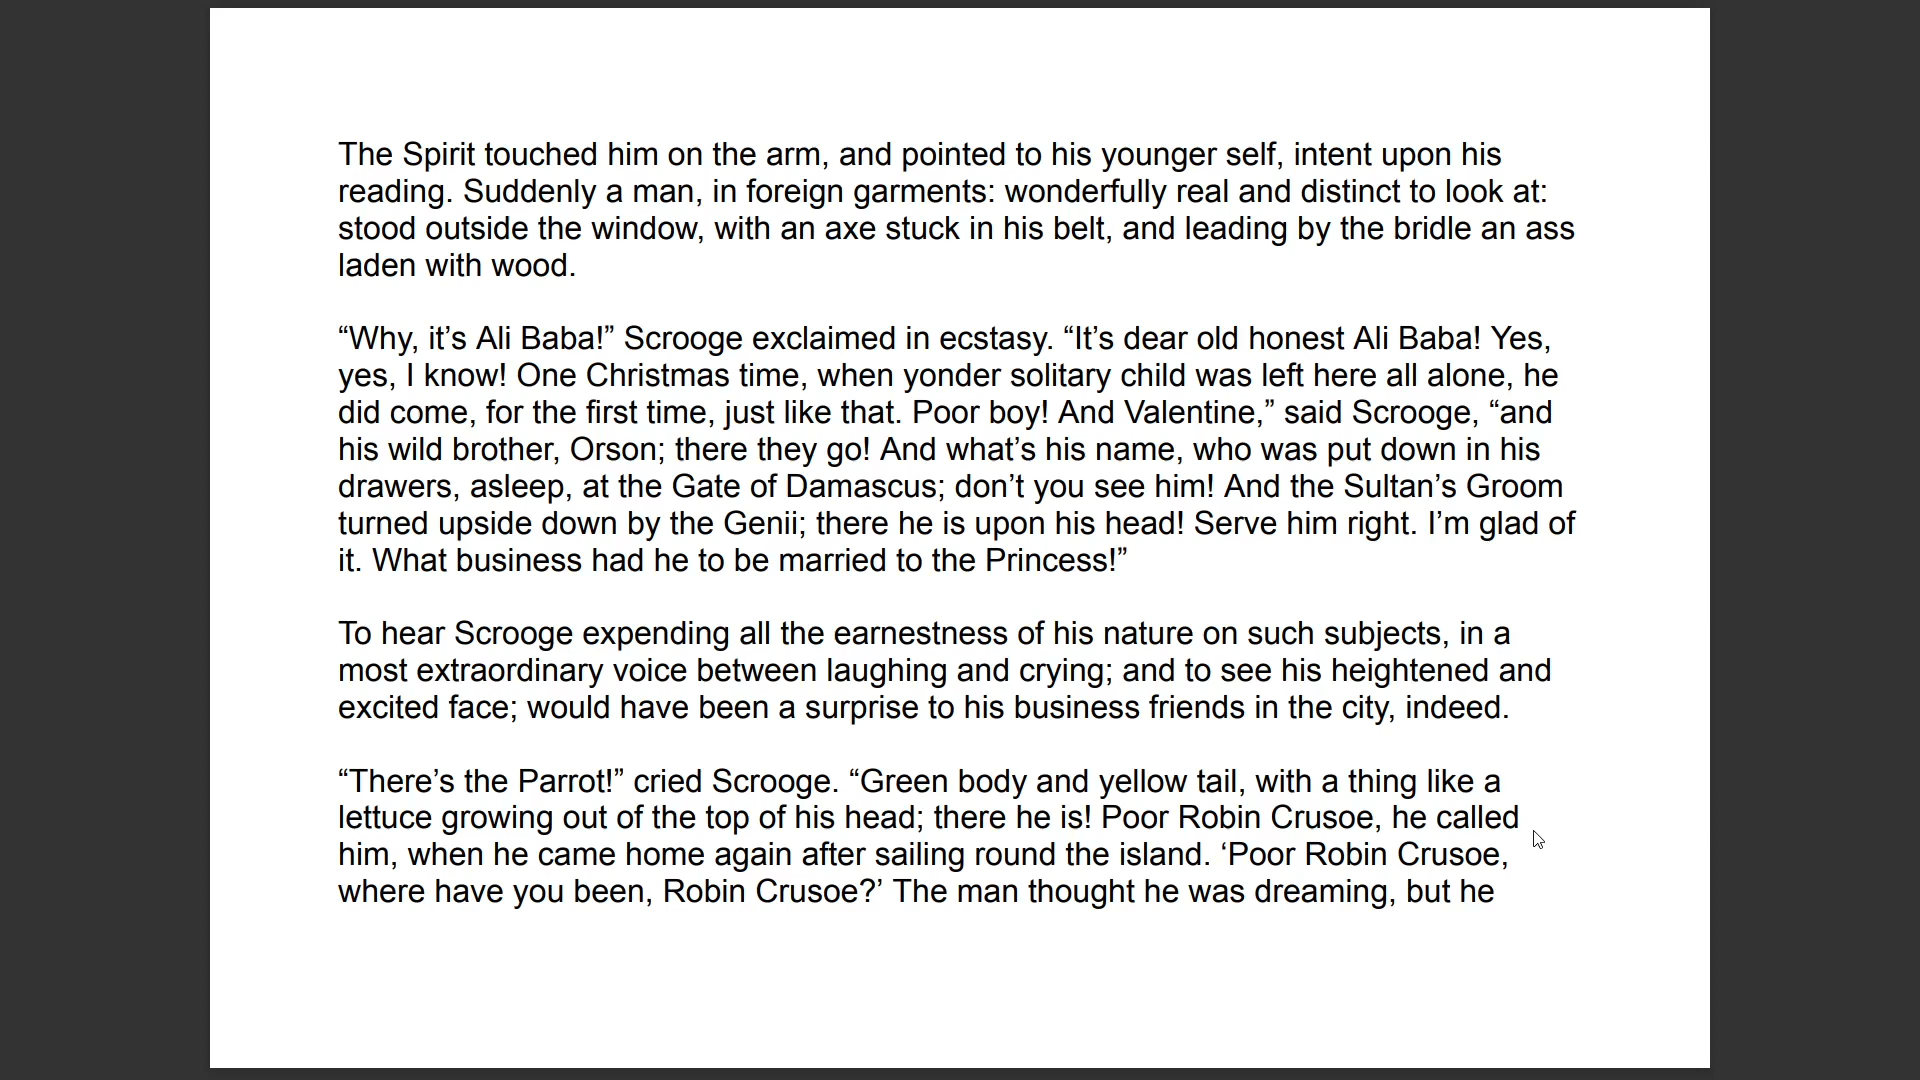 The Spirit touched him on the arm, and pointed to his younger self, intent upon his
reading. Suddenly a man, in foreign garments: wonderfully real and distinct to look at:
stood outside the window, with an axe stuck in his belt, and leading by the bridle an ass
laden with wood.
“Why, it’s Ali Baba!” Scrooge exclaimed in ecstasy. “It’s dear old honest Ali Baba! Yes,
yes, I know! One Christmas time, when yonder solitary child was left here all alone, he
did come, for the first time, just like that. Poor boy! And Valentine,” said Scrooge, “and
his wild brother, Orson; there they go! And what’s his name, who was put down in his
drawers, asleep, at the Gate of Damascus; don’t you see him! And the Sultan’s Groom
turned upside down by the Genii; there he is upon his head! Serve him right. I’m glad of
it. What business had he to be married to the Princess!”
To hear Scrooge expending all the earnestness of his nature on such subjects, in a
most extraordinary voice between laughing and crying; and to see his heightened and
excited face; would have been a surprise to his business friends in the city, indeed.
“There’s the Parrot!” cried Scrooge. “Green body and yellow tail, with a thing like a
lettuce growing out of the top of his head; there he is! Poor Robin Crusoe, he called
him, when he came home again after sailing round the island. ‘Poor Robin Crusoe,
where have you been, Robin Crusoe?’ The man thought he was dreaming, but he